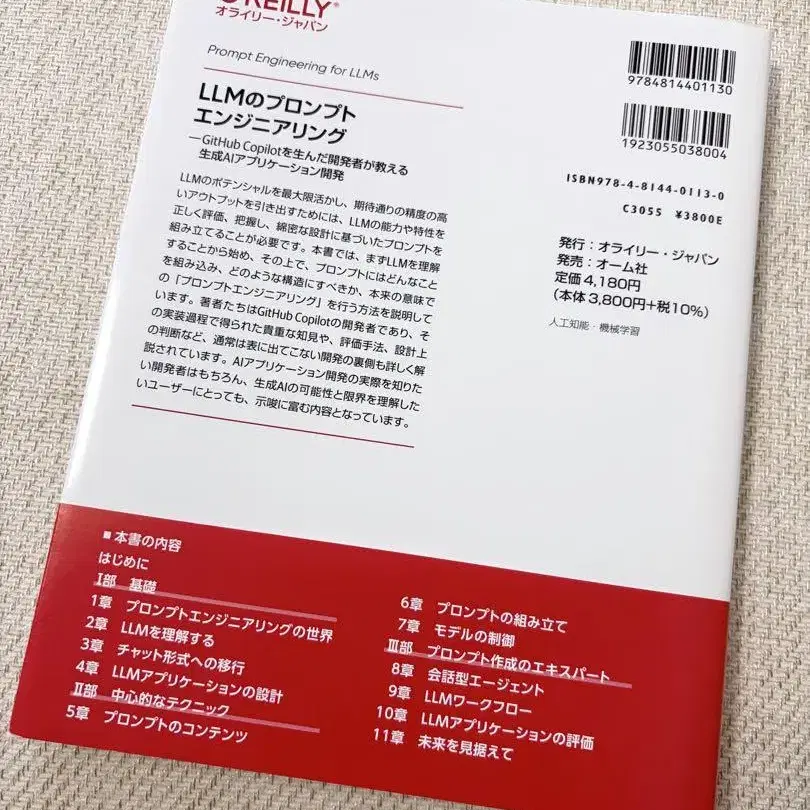 O'REILLY®
オライリー・ジャパン
Prompt Engineering for LLMs
LLMのプロンプト
エンジニアリング
―GitHub Copilotを生んだ開発者が教える
生成AIアプリケーション開発
LLMのポテンシャルを最大限活かし、期待通りの精度の高
いアウトプットを引き出すためには、LLMの能力や特性を
正しく評価、把握し、綿密な設計に基づいたプロンプトを
組み立てることが必要です。本書では、まずLLMを理解
することから始め、その上で、プロンプトにはどんなこと
を組み込み、どのような構造にすべきか、本来の意味で
の「プロンプトエンジニアリング」を行う方法を説明して
います。著者たちはGitHub Copilotの開発者であり、そ
の実装過程で得られた貴重な知見や、評価手法、設計上
の判断など、通常は表に出てこない開発の裏側も詳しく解
説されています。AIアプリケーション開発の実際を知りた
い開発者はもちろん、生成AIの可能性と限界を理解した
いユーザーにとっても、示唆に富む内容となっています。
9784814401130
1923055038004
ISBN978-4-8144-0113-0
C3055 ¥3800E
発行：オライリー・ジャパン
発売：オーム社
定価4,180円
（本体3,800円+税10%）
人工知能・機械学習
■ 本書の内容
はじめに
Ⅰ部 基礎
1章 プロンプトエンジニアリングの世界
2章 LLMを理解する
3章 チャット形式への移行
4章 LLMアプリケーションの設計
Ⅱ部 中心的なテクニック
5章 プロンプトのコンテンツ
6章 プロンプトの組み立て
7章 モデルの制御
Ⅲ部 プロンプト作成のエキスパート
8章 会話型エージェント
9章 LLMワークフロー
10章 LLMアプリケーションの評価
11章 未来を見据えて